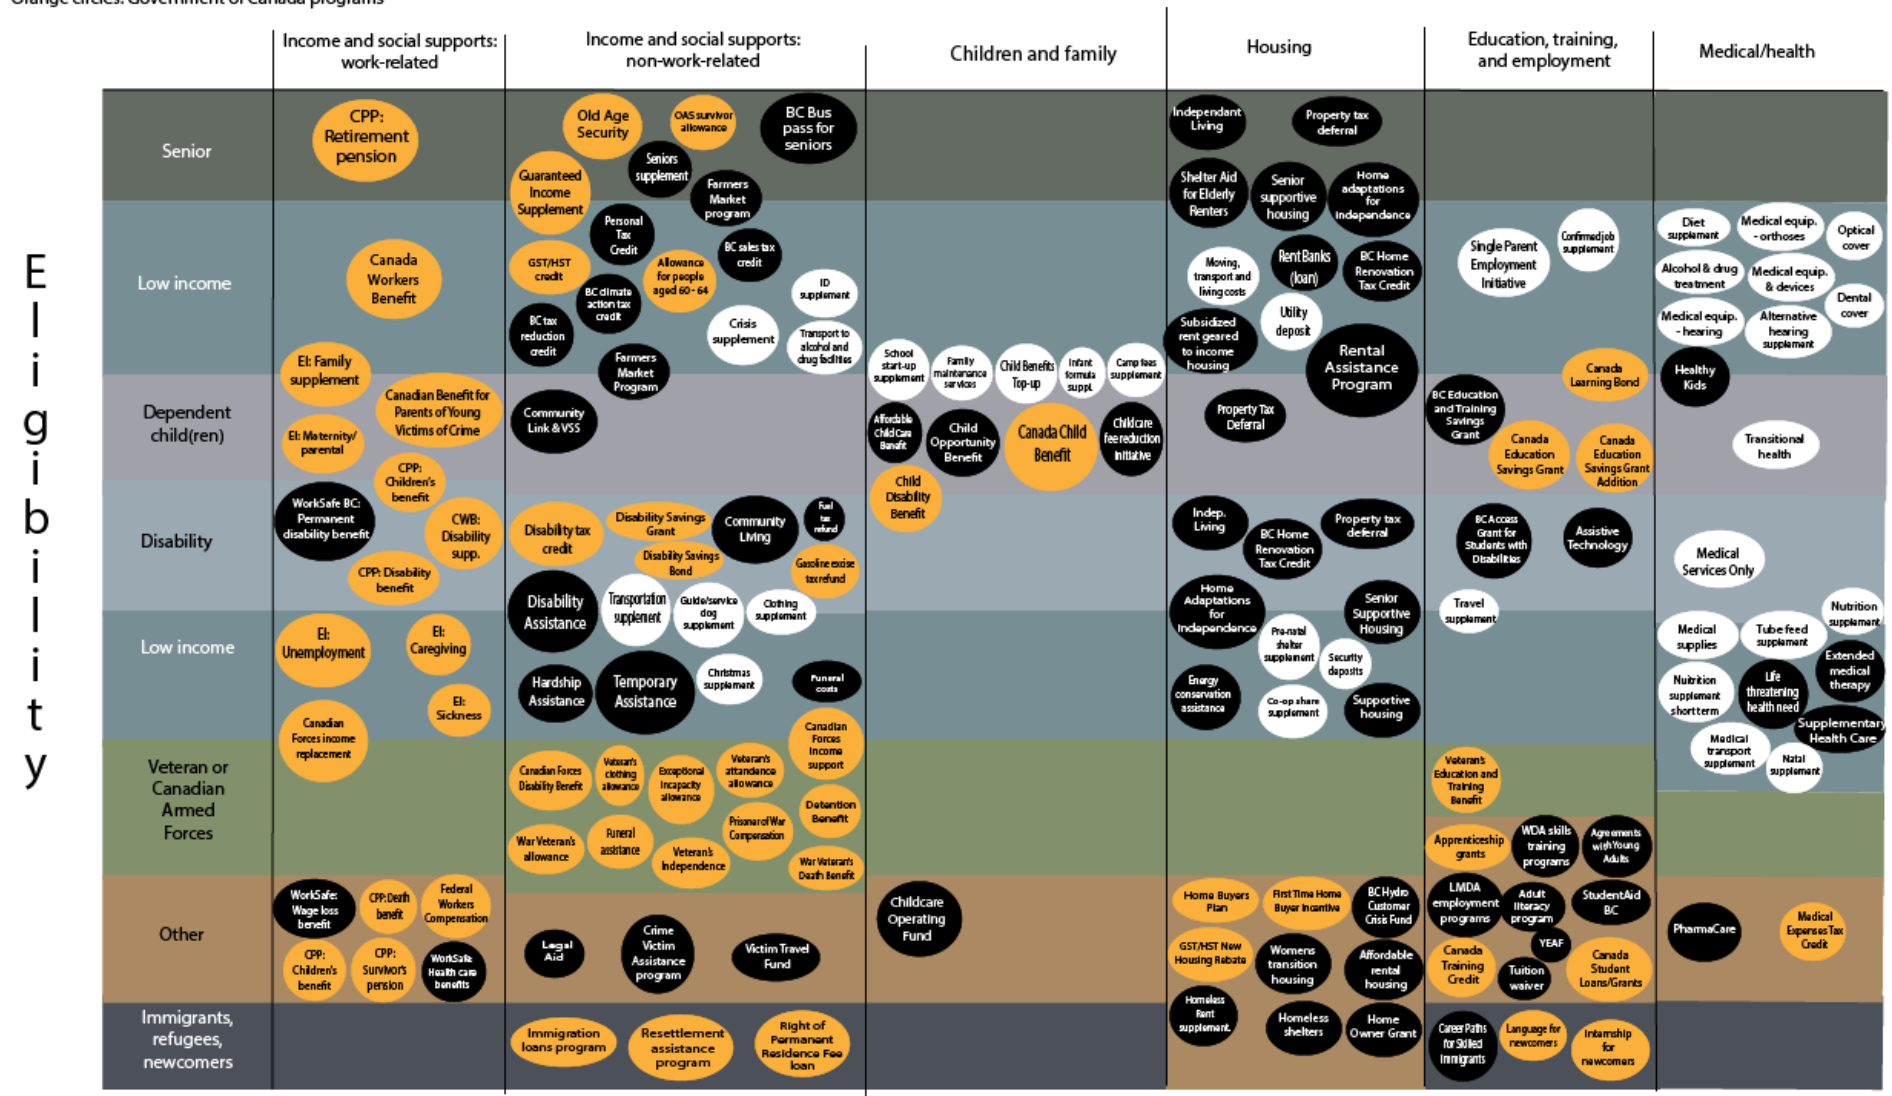 Orange circles: Government of Canada programs
Income and social supports:
work-related
Income and social supports:
non-work-related
Children and family
Housing
Education, training,
and employment
Medical/health
Eligibility
Senior
CPP:
Retirement
pension
Old Age
Security
OAS survivor
allowance
BC Bus
pass for
seniors
Seniors
supplement
Guaranteed
Income
Supplement
Farmers
Market
program
Independant
Living
Property tax
deferral
Shelter Aid
for Elderly
Renters
Senior
supportive
housing
Home
adaptations
for
independence
Low income
Canada
Workers
Benefit
EI: Family
supplement
Personal
Tax
Credit
BC sales tax
credit
GST/HST
credit
Allowance
for people
aged 60 - 64
BC climate
action tax
credit
ID
supplement
BC tax
reduction
credit
Crisis
supplement
Transport to
alcohol and
drug facilities
Farmers
Market
Program
School
start-up
supplement
Family
maintenance
services
Child Benefits
Top-up
Infant
formula
suppl.
Camp fees
supplement
Moving,
transport and
living costs
Rent Banks
(loan)
BC Home
Renovation
Tax Credit
Utility
deposit
Subsidized
rent geared
to income
housing
Rental
Assistance
Program
Single Parent
Employment
Initiative
Confirmed job
supplement
Canada
Learning Bond
Diet
supplement
Medical equip.
- orthoses
Optical
cover
Alcohol & drug
treatment
Medical equip.
& devices
Dental
cover
Medical equip.
- hearing
Alternative
hearing
supplement
Healthy
Kids
Dependent
child(ren)
Canadian Benefit for
Parents of Young
Victims of Crime
EI: Maternity/
parental
CPP:
Children's
benefit
Community
Link & VSS
Affordable
Child Care
Benefit
Child
Opportunity
Benefit
Canada Child
Benefit
Childcare
fee reduction
initiative
Child
Disability
Benefit
Property Tax
Deferral
BC Education
and Training
Savings
Grant
Canada
Education
Savings Grant
Canada
Education
Savings Grant
Addition
Transitional
health
Disability
WorkSafe BC:
Permanent
disability benefit
CWB:
Disability
supp.
CPP: Disability
benefit
Disability tax
credit
Disability Savings
Grant
Community
Living
Fuel
tax
refund
Disability Savings
Bond
Gasoline excise
tax refund
Disability
Assistance
Transportation
supplement
Guide/service
dog
supplement
Clothing
supplement
Indep.
Living
BC Home
Renovation
Tax Credit
Property tax
deferral
Home
Adaptations
for
Independence
Senior
Supportive
Housing
BC Access
Grant for
Students with
Disabilities
Assistive
Technology
Travel
supplement
Medical
Services Only
Nutrition
supplement
Low income
EI:
Unemployment
EI:
Caregiving
EI:
Sickness
Canadian
Forces income
replacement
Hardship
Assistance
Temporary
Assistance
Christmas
supplement
Funeral
costs
Canadian
Forces
income
support
Pre-natal
shelter
supplement
Security
deposits
Energy
conservation
assistance
Co-op share
supplement
Supportive
housing
Medical
supplies
Tube feed
supplement
Extended
medical
therapy
Nutrition
supplement
short term
Life
threatening
health need
Supplementary
Health Care
Medical
transport
supplement
Natal
supplement
Veteran or
Canadian
Armed
Forces
Canadian Forces
Disability Benefit
Veteran's
clothing
allowance
Exceptional
incapacity
allowance
Veteran's
attendence
allowance
Detention
Benefit
War Veteran's
allowance
Funeral
assistance
Prisoner of War
Compensation
Veteran's
Independence
War Veteran's
Death Benefit
Veteran's
Education and
Training
Benefit
Apprenticeship
grants
WDA skills
training
programs
Agreements
with Young
Adults
Other
WorkSafe:
Wage loss
benefit
CPP: Death
benefit
Federal
Workers
Compensation
CPP:
Children's
benefit
CPP:
Survivor's
pension
WorkSafe:
Health care
benefits
Legal
Aid
Crime
Victim
Assistance
program
Victim Travel
Fund
Childcare
Operating
Fund
Home Buyers
Plan
First Time Home
Buyer Incentive
BC Hydro
Customer
Crisis Fund
GST/HST New
Housing Rebate
Womens
transition
housing
Affordable
rental
housing
LMDA
employment
programs
Adult
literacy
program
StudentAid
BC
YEAF
Canada
Training
Credit
Tuition
waiver
Canada
Student
Loans/Grants
PharmaCare
Medical
Expenses Tax
Credit
Immigrants,
refugees,
newcomers
Immigration
loans program
Resettlement
assistance
program
Right of
Permanent
Residence Fee
loan
Homeless
Rent
supplement.
Homeless
shelters
Home
Owner Grant
Career Paths
for Skilled
Immigrants
Language for
newcomers
Internship
for
newcomers